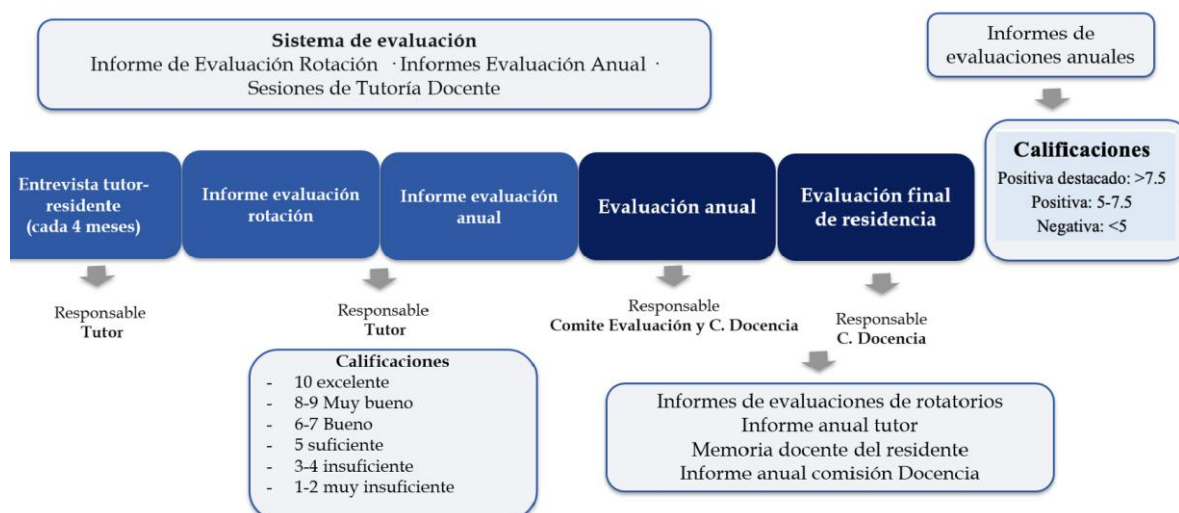 Sistema de evaluación
Informe de Evaluación Rotación · Informes Evaluación Anual ·
Sesiones de Tutoría Docente
Informes de
evaluaciones anuales
Entrevista tutor-
residente
(cada 4 meses)
Informe evaluación
rotación
Informe evaluación
anual
Evaluación anual
Evaluación final
de residencia
Calificaciones
Positiva destacado: >7.5
Positiva: 5-7.5
Negativa: <5
Responsable
Tutor
Responsable
Tutor
Responsable
Comite Evaluación y C. Docencia
Responsable
C. Docencia
Calificaciones
- 10 excelente
- 8-9 Muy bueno
- 6-7 Bueno
- 5 suficiente
- 3-4 insuficiente
- 1-2 muy insuficiente
Informes de evaluaciones de rotatorios
Informe anual tutor
Memoria docente del residente
Informe anual comisión Docencia